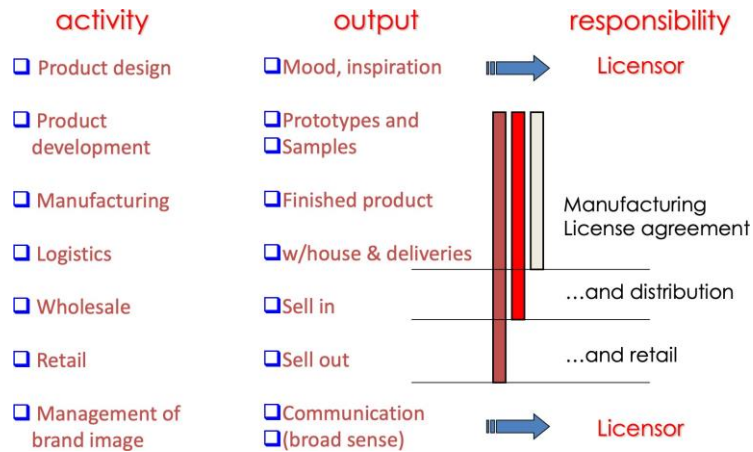 activity output responsibility
Product design Mood, inspiration Licensor
Product Prototypes and
development Samples
Manufacturing Finished product Manufacturing
License agreement
Logistics w/house & deliveries
Wholesale Sell in …and distribution
Retail Sell out …and retail
Management of Communication Licensor
brand image (broad sense)